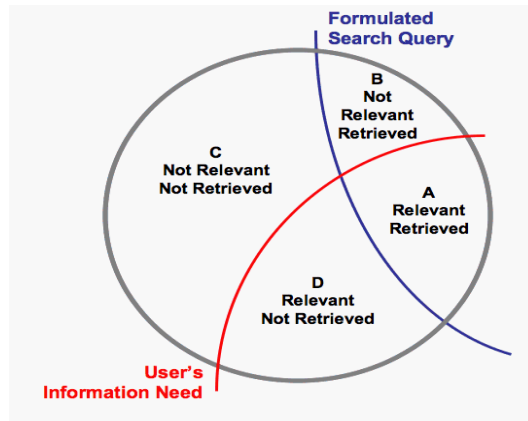 Formulated
Search Query
B
Not
Relevant
Retrieved
C
Not Relevant
Not Retrieved
A
Relevant
Retrieved
D
Relevant
Not Retrieved
User's
Information Need